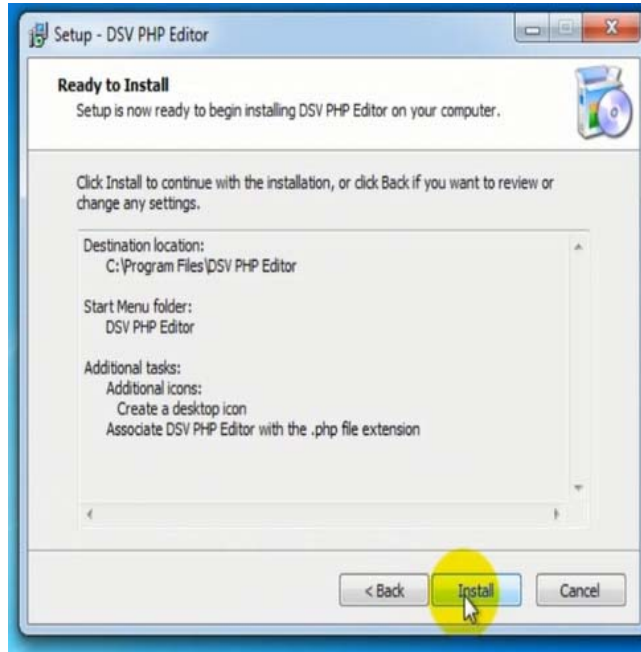 Setup - DSV PHP Editor
Ready to Install
Setup is now ready to begin installing DSV PHP Editor on your computer.
Click Install to continue with the installation, or click Back if you want to review or
change any settings.
Destination location:
C:\Program Files\DSV PHP Editor
Start Menu folder:
DSV PHP Editor
Additional tasks:
Additional icons:
Create a desktop icon
Associate DSV PHP Editor with the .php file extension
< Back Install Cancel